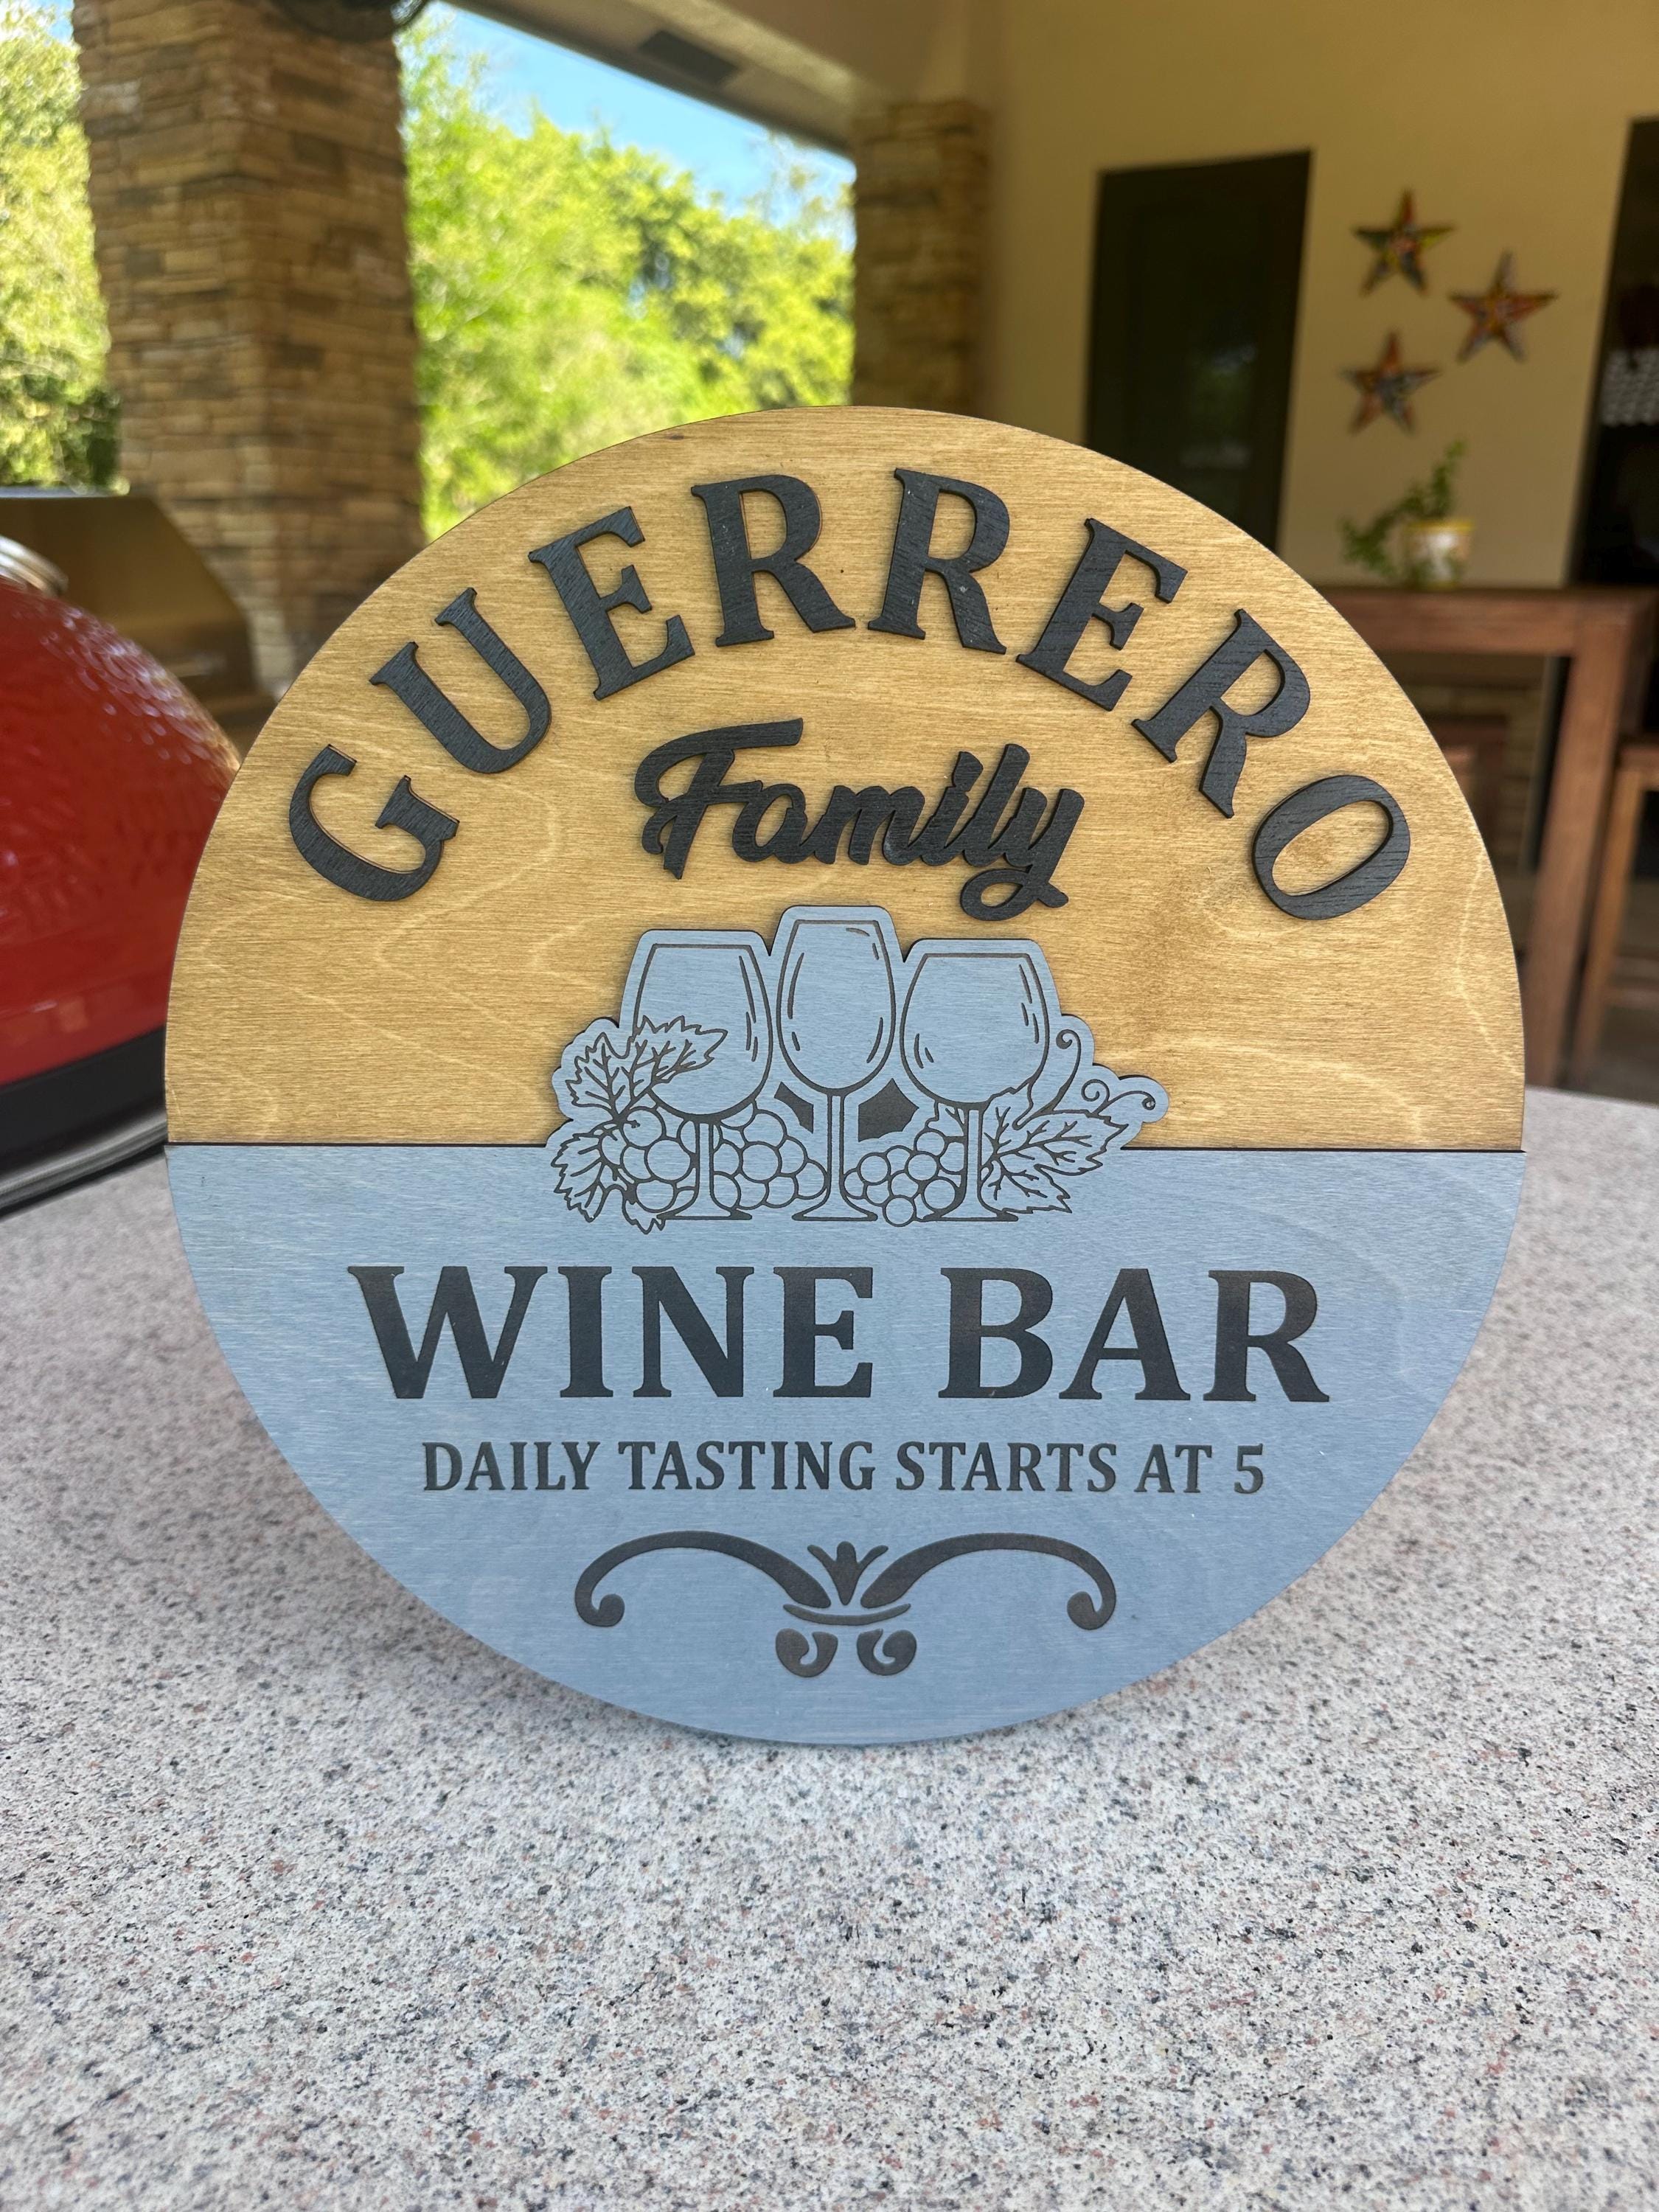 GUERRERO
Family
WINE BAR
DAILY TASTING STARTS AT 5